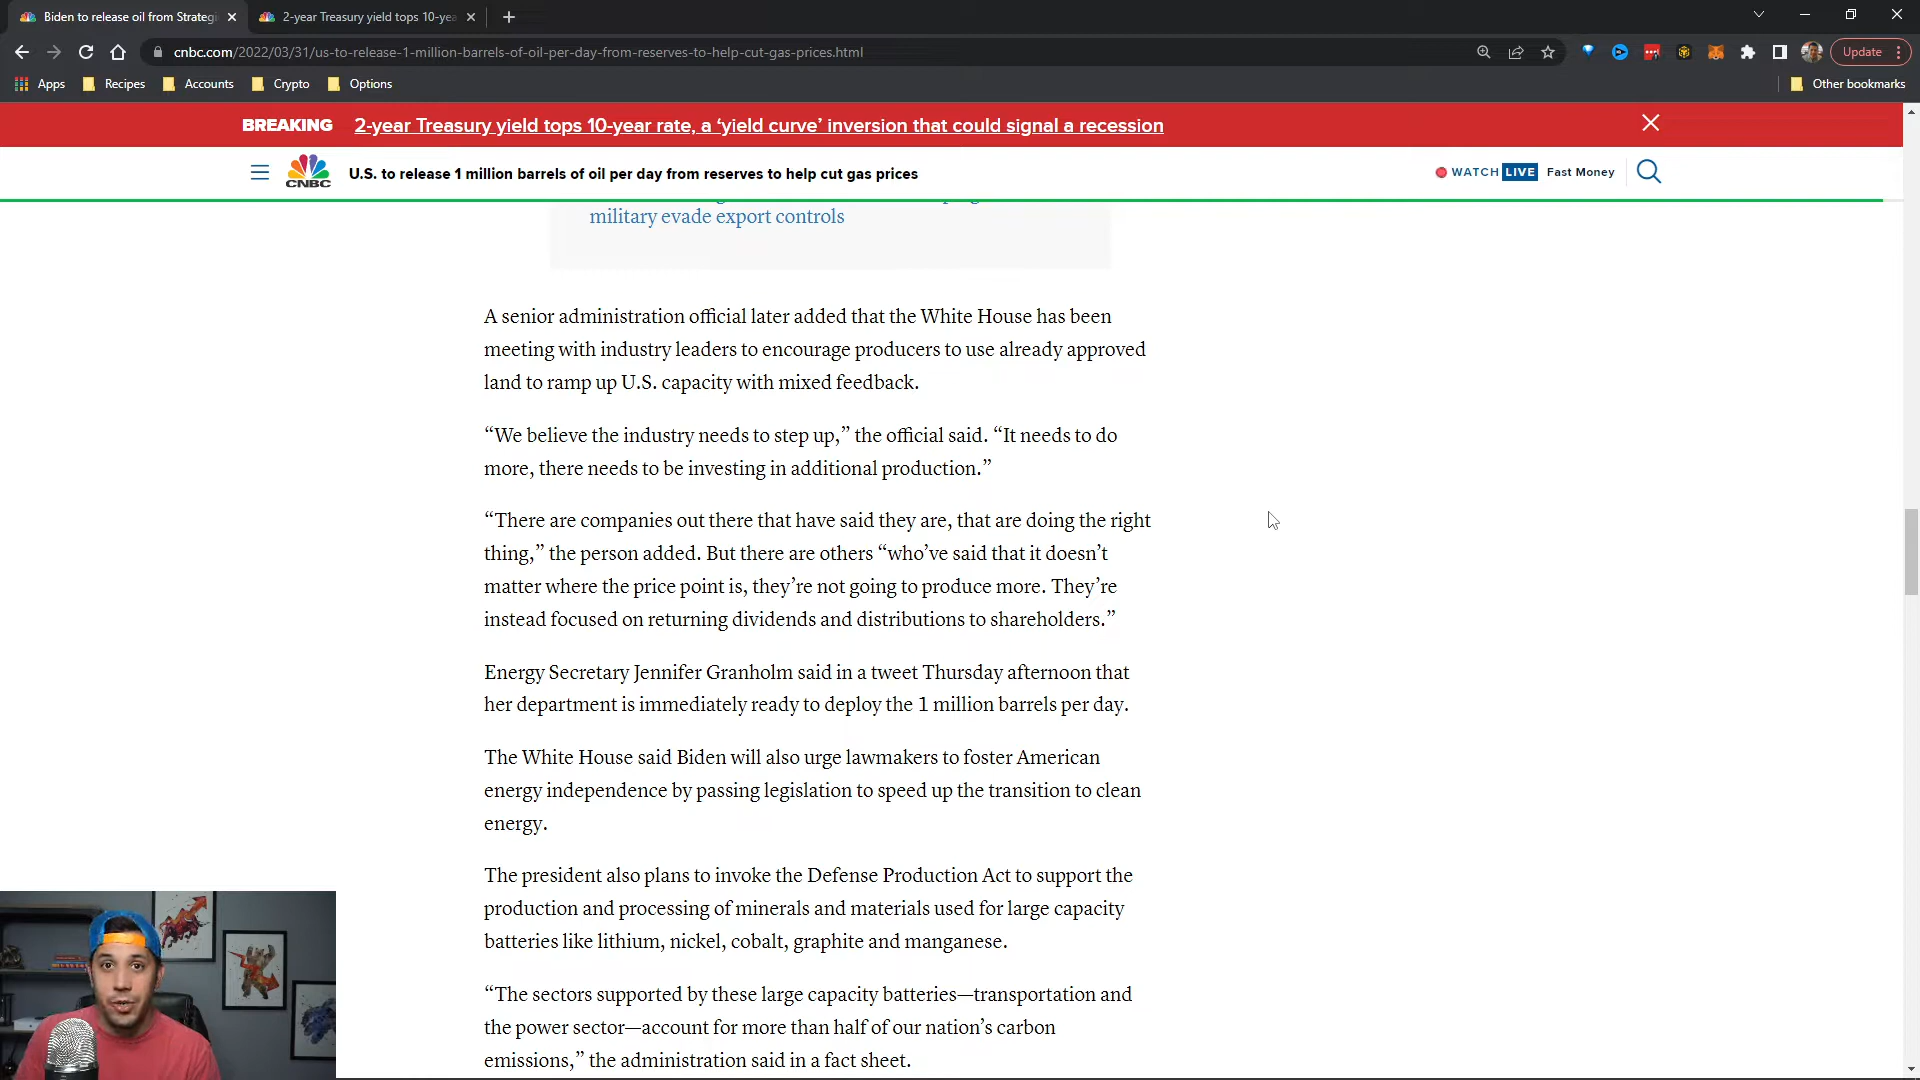 Biden to release oil from Strategi
2-year Treasury yield tops 10-yea
cnbc.com/2022/03/31/us-to-release-1-million-barrels-of-oil-per-day-from-reserves-to-help-cut-gas-prices.html
Update
Apps
Recipes
Accounts
Crypto
Options
Other bookmarks
BREAKING
2-year Treasury yield tops 10-year rate, a ‘yield curve’ inversion that could signal a recession
CNBC
U.S. to release 1 million barrels of oil per day from reserves to help cut gas prices
WATCH LIVE
Fast Money
military evade export controls
A senior administration official later added that the White House has been
meeting with industry leaders to encourage producers to use already approved
land to ramp up U.S. capacity with mixed feedback.
“We believe the industry needs to step up,” the official said. “It needs to do
more, there needs to be investing in additional production.”
“There are companies out there that have said they are, that are doing the right
thing,” the person added. But there are others “who’ve said that it doesn’t
matter where the price point is, they’re not going to produce more. They’re
instead focused on returning dividends and distributions to shareholders.”
Energy Secretary Jennifer Granholm said in a tweet Thursday afternoon that
her department is immediately ready to deploy the 1 million barrels per day.
The White House said Biden will also urge lawmakers to foster American
energy independence by passing legislation to speed up the transition to clean
energy.
The president also plans to invoke the Defense Production Act to support the
production and processing of minerals and materials used for large capacity
batteries like lithium, nickel, cobalt, graphite and manganese.
“The sectors supported by these large capacity batteries—transportation and
the power sector—account for more than half of our nation’s carbon
emissions,” the administration said in a fact sheet.